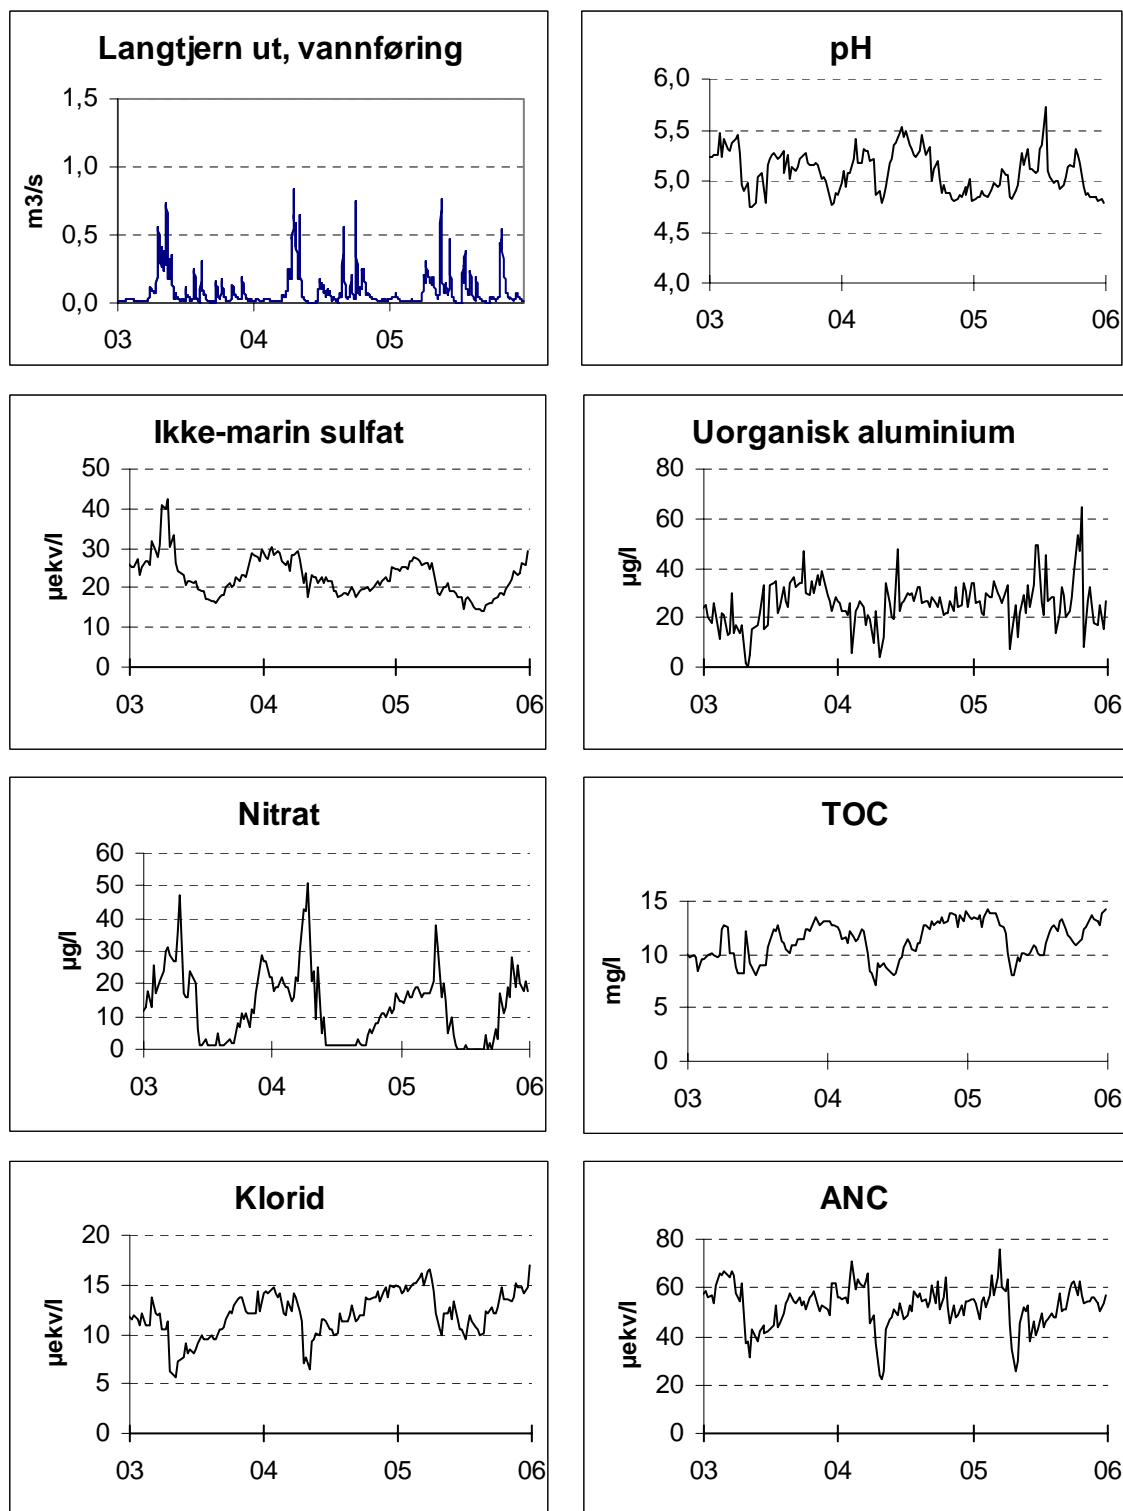 Langtjern ut, vannføring
m3/s
1,5
1,0
0,5
0,0
03 04 05
pH
6,0
5,5
5,0
4,5
4,0
03 04 05 06
Ikke-marin sulfat
µekv/l
50
40
30
20
10
0
03 04 05 06
Uorganisk aluminium
µg/l
80
60
40
20
0
03 04 05 06
Nitrat
µg/l
60
50
40
30
20
10
0
03 04 05 06
TOC
mg/l
15
10
5
0
03 04 05 06
Klorid
µekv/l
20
15
10
5
0
03 04 05 06
ANC
µekv/l
80
60
40
20
0
03 04 05 06